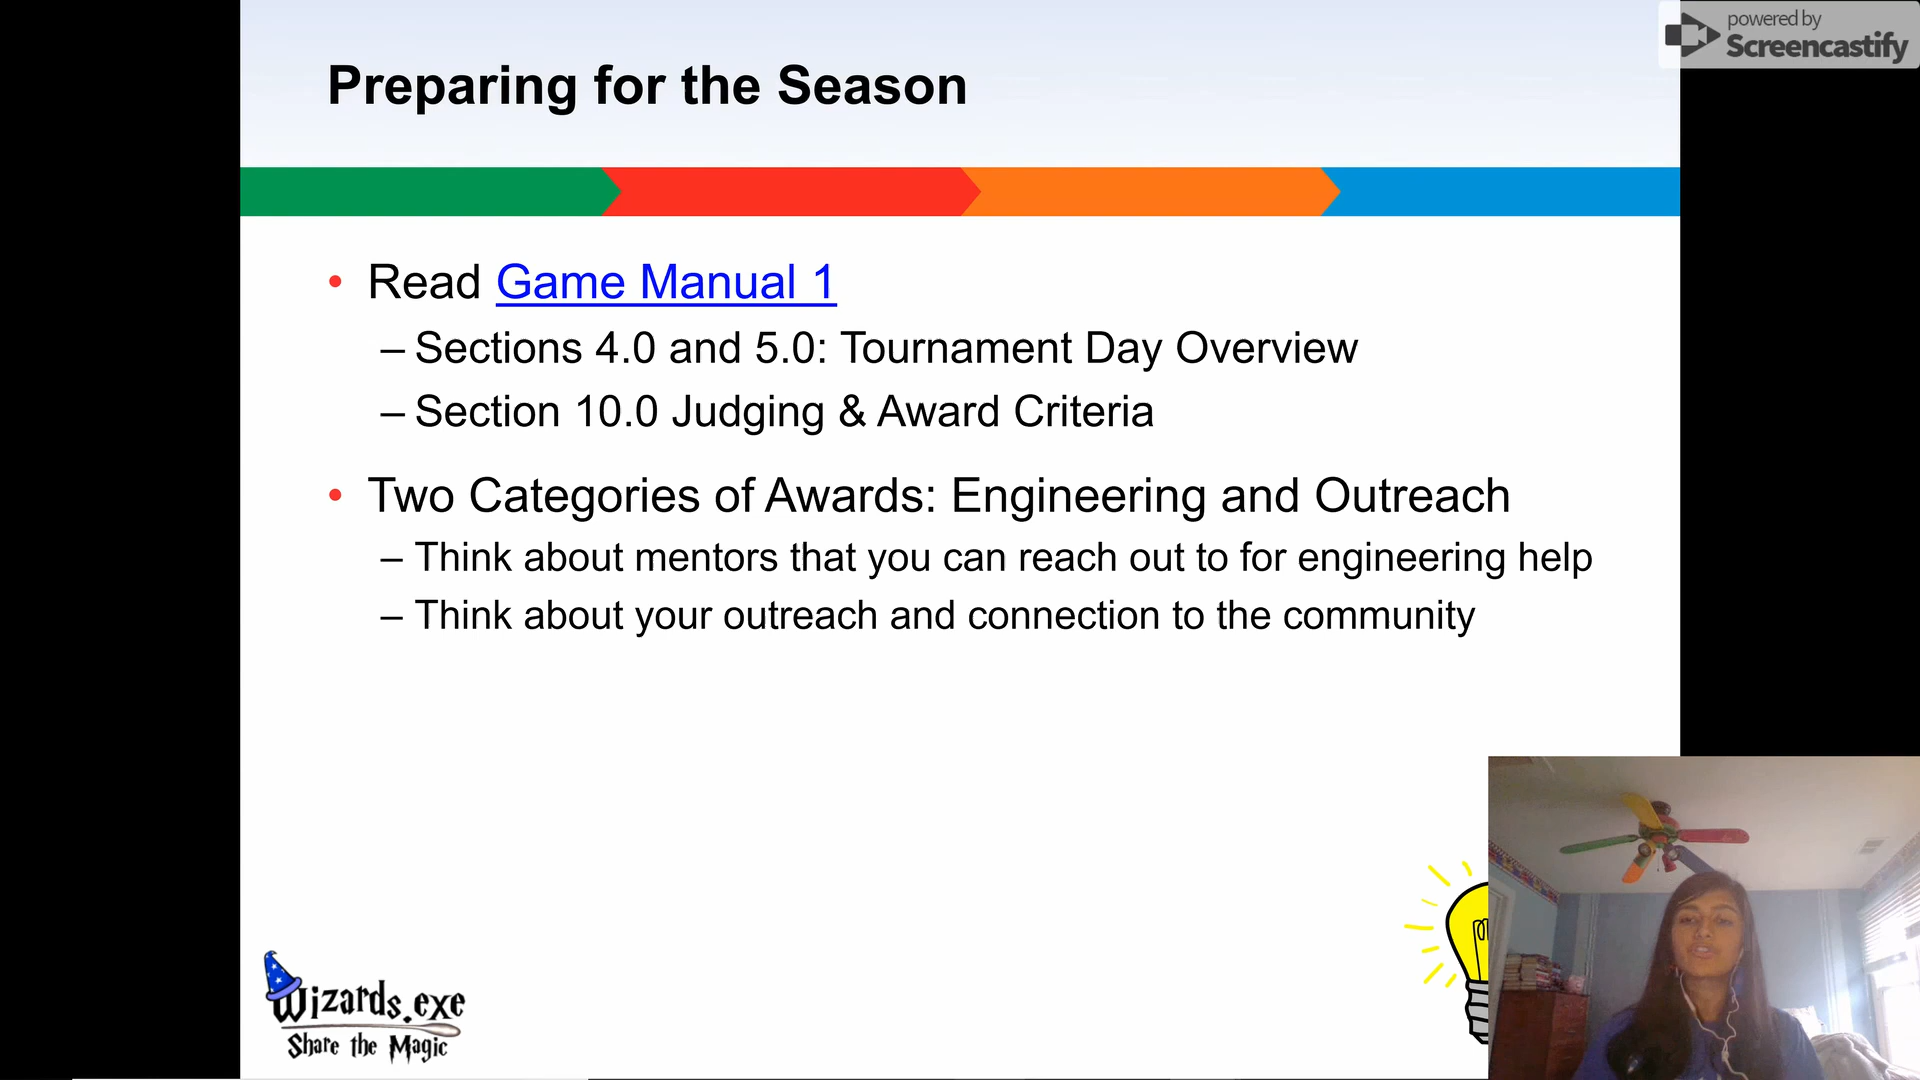 powered by
Screencastify
Preparing for the Season
• Read Game Manual 1
– Sections 4.0 and 5.0: Tournament Day Overview
– Section 10.0 Judging & Award Criteria
• Two Categories of Awards: Engineering and Outreach
– Think about mentors that you can reach out to for engineering help
– Think about your outreach and connection to the community
Wizards.exe
Share the Magic